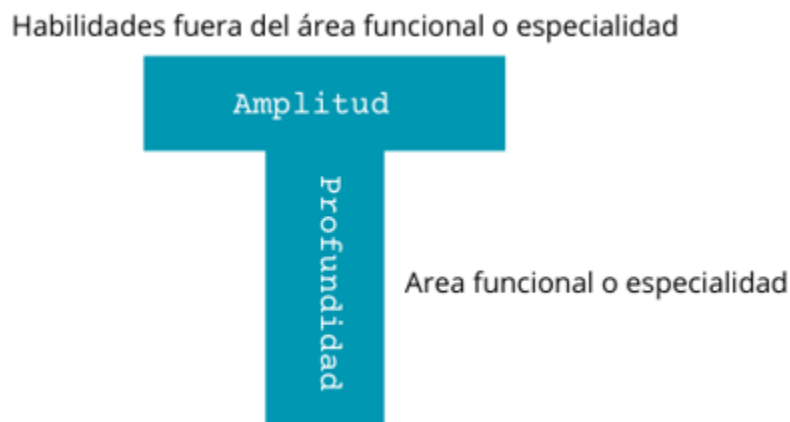 Habilidades fuera del área funcional o especialidad
Amplitud
Profundidad
Area funcional o especialidad